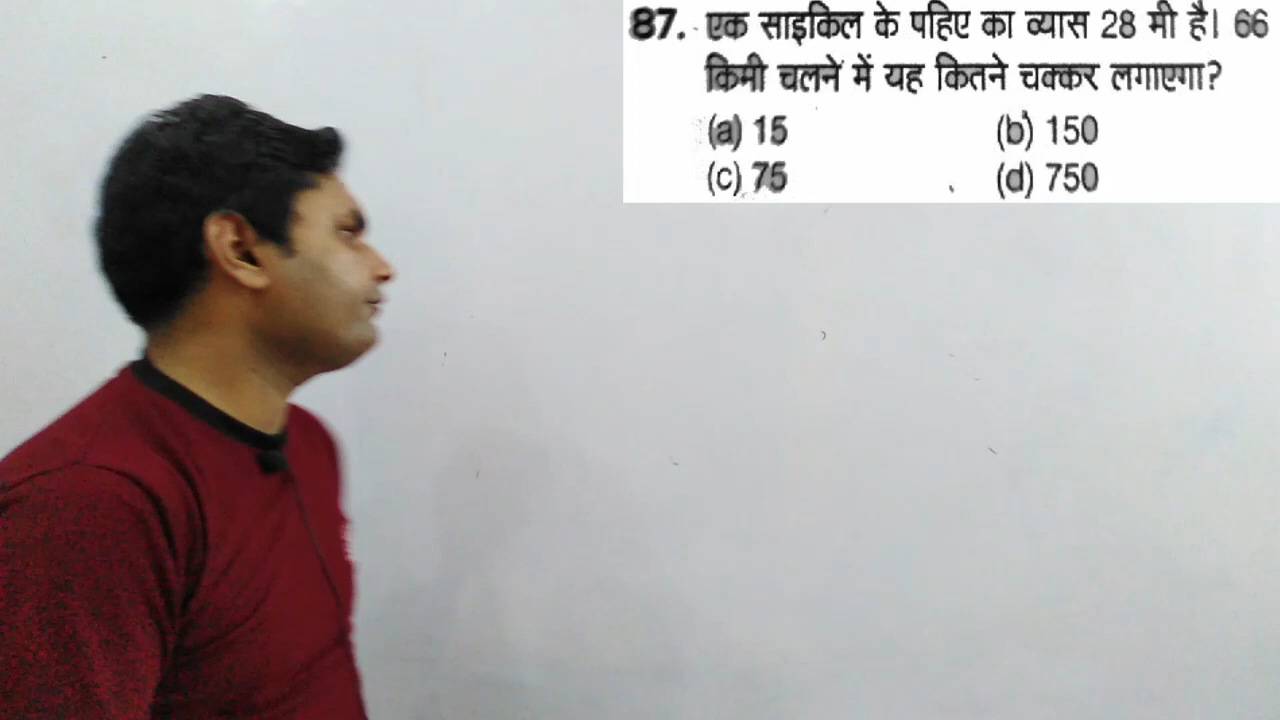 87. एक साइकिल के पहिए का व्यास 28 मी है। 66
किमी चलने में यह कितने चक्कर लगाएगा?
(a) 15 (b) 150
(c) 75 (d) 750